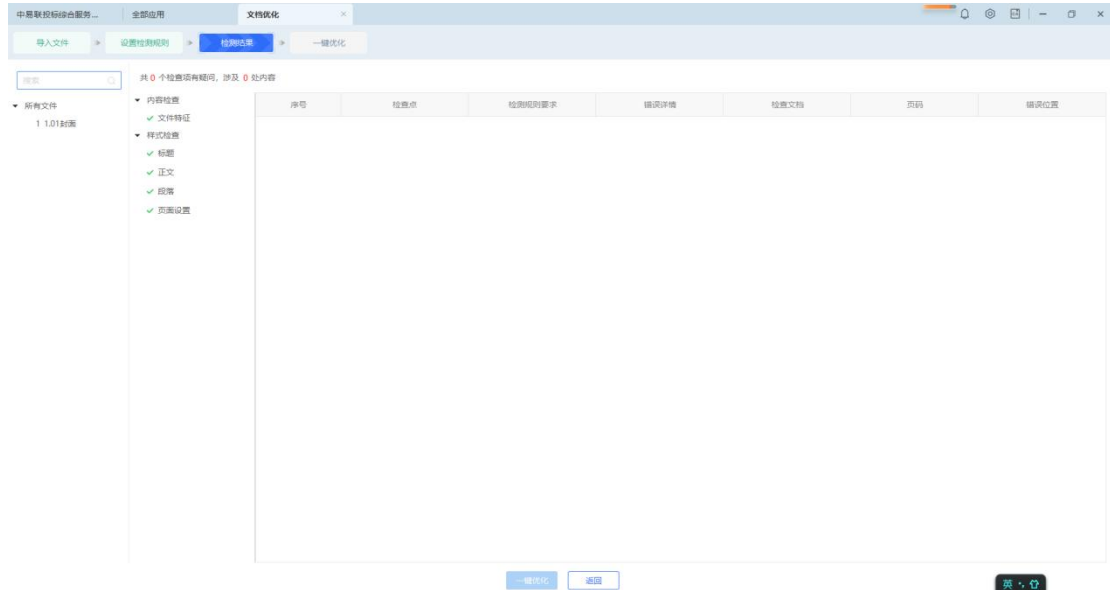 中易联投标综合服务... 全部应用 文档优化 ×
导入文件 设置检测规则 检测结果 一键优化
搜索
共 0 个检查项有疑问，涉及 0 处内容
所有文件
1 1.01封面
内容检查
文件特征
样式检查
标题
正文
段落
页面设置
序号 检查点 检测规则要求 错误详情 检查文档 页码 错误位置
一键优化 返回
英